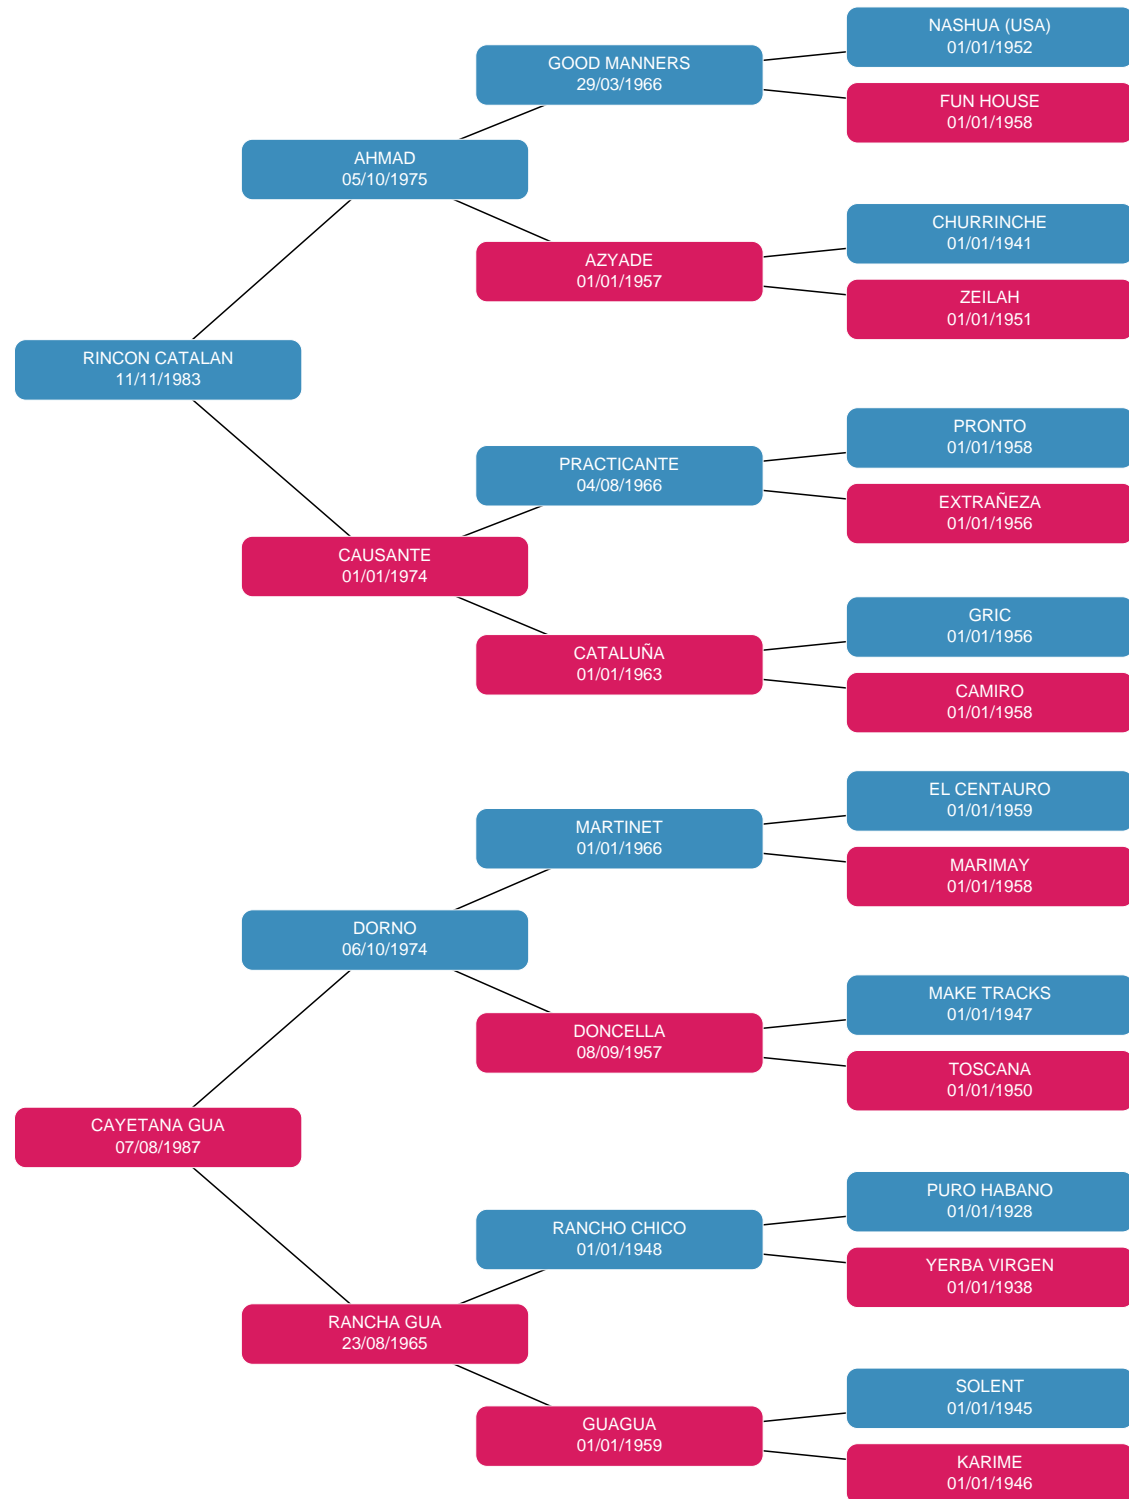 NASHUA (USA)
01/01/1952
GOOD MANNERS
29/03/1966
FUN HOUSE
01/01/1958
AHMAD
05/10/1975
CHURRINCHE
01/01/1941
AZYADE
01/01/1957
ZEILAH
01/01/1951
RINCON CATALAN
11/11/1983
PRONTO
01/01/1958
PRACTICANTE
04/08/1966
EXTRAÑEZA
01/01/1956
CAUSANTE
01/01/1974
GRIC
01/01/1956
CATALUÑA
01/01/1963
CAMIRO
01/01/1958
EL CENTAURO
01/01/1959
MARTINET
01/01/1966
MARIMAY
01/01/1958
DORNO
06/10/1974
MAKE TRACKS
01/01/1947
DONCELLA
08/09/1957
TOSCANA
01/01/1950
CAYETANA GUA
07/08/1987
PURO HABANO
01/01/1928
RANCHO CHICO
01/01/1948
YERBA VIRGEN
01/01/1938
RANCHA GUA
23/08/1965
SOLENT
01/01/1945
GUAGUA
01/01/1959
KARIME
01/01/1946